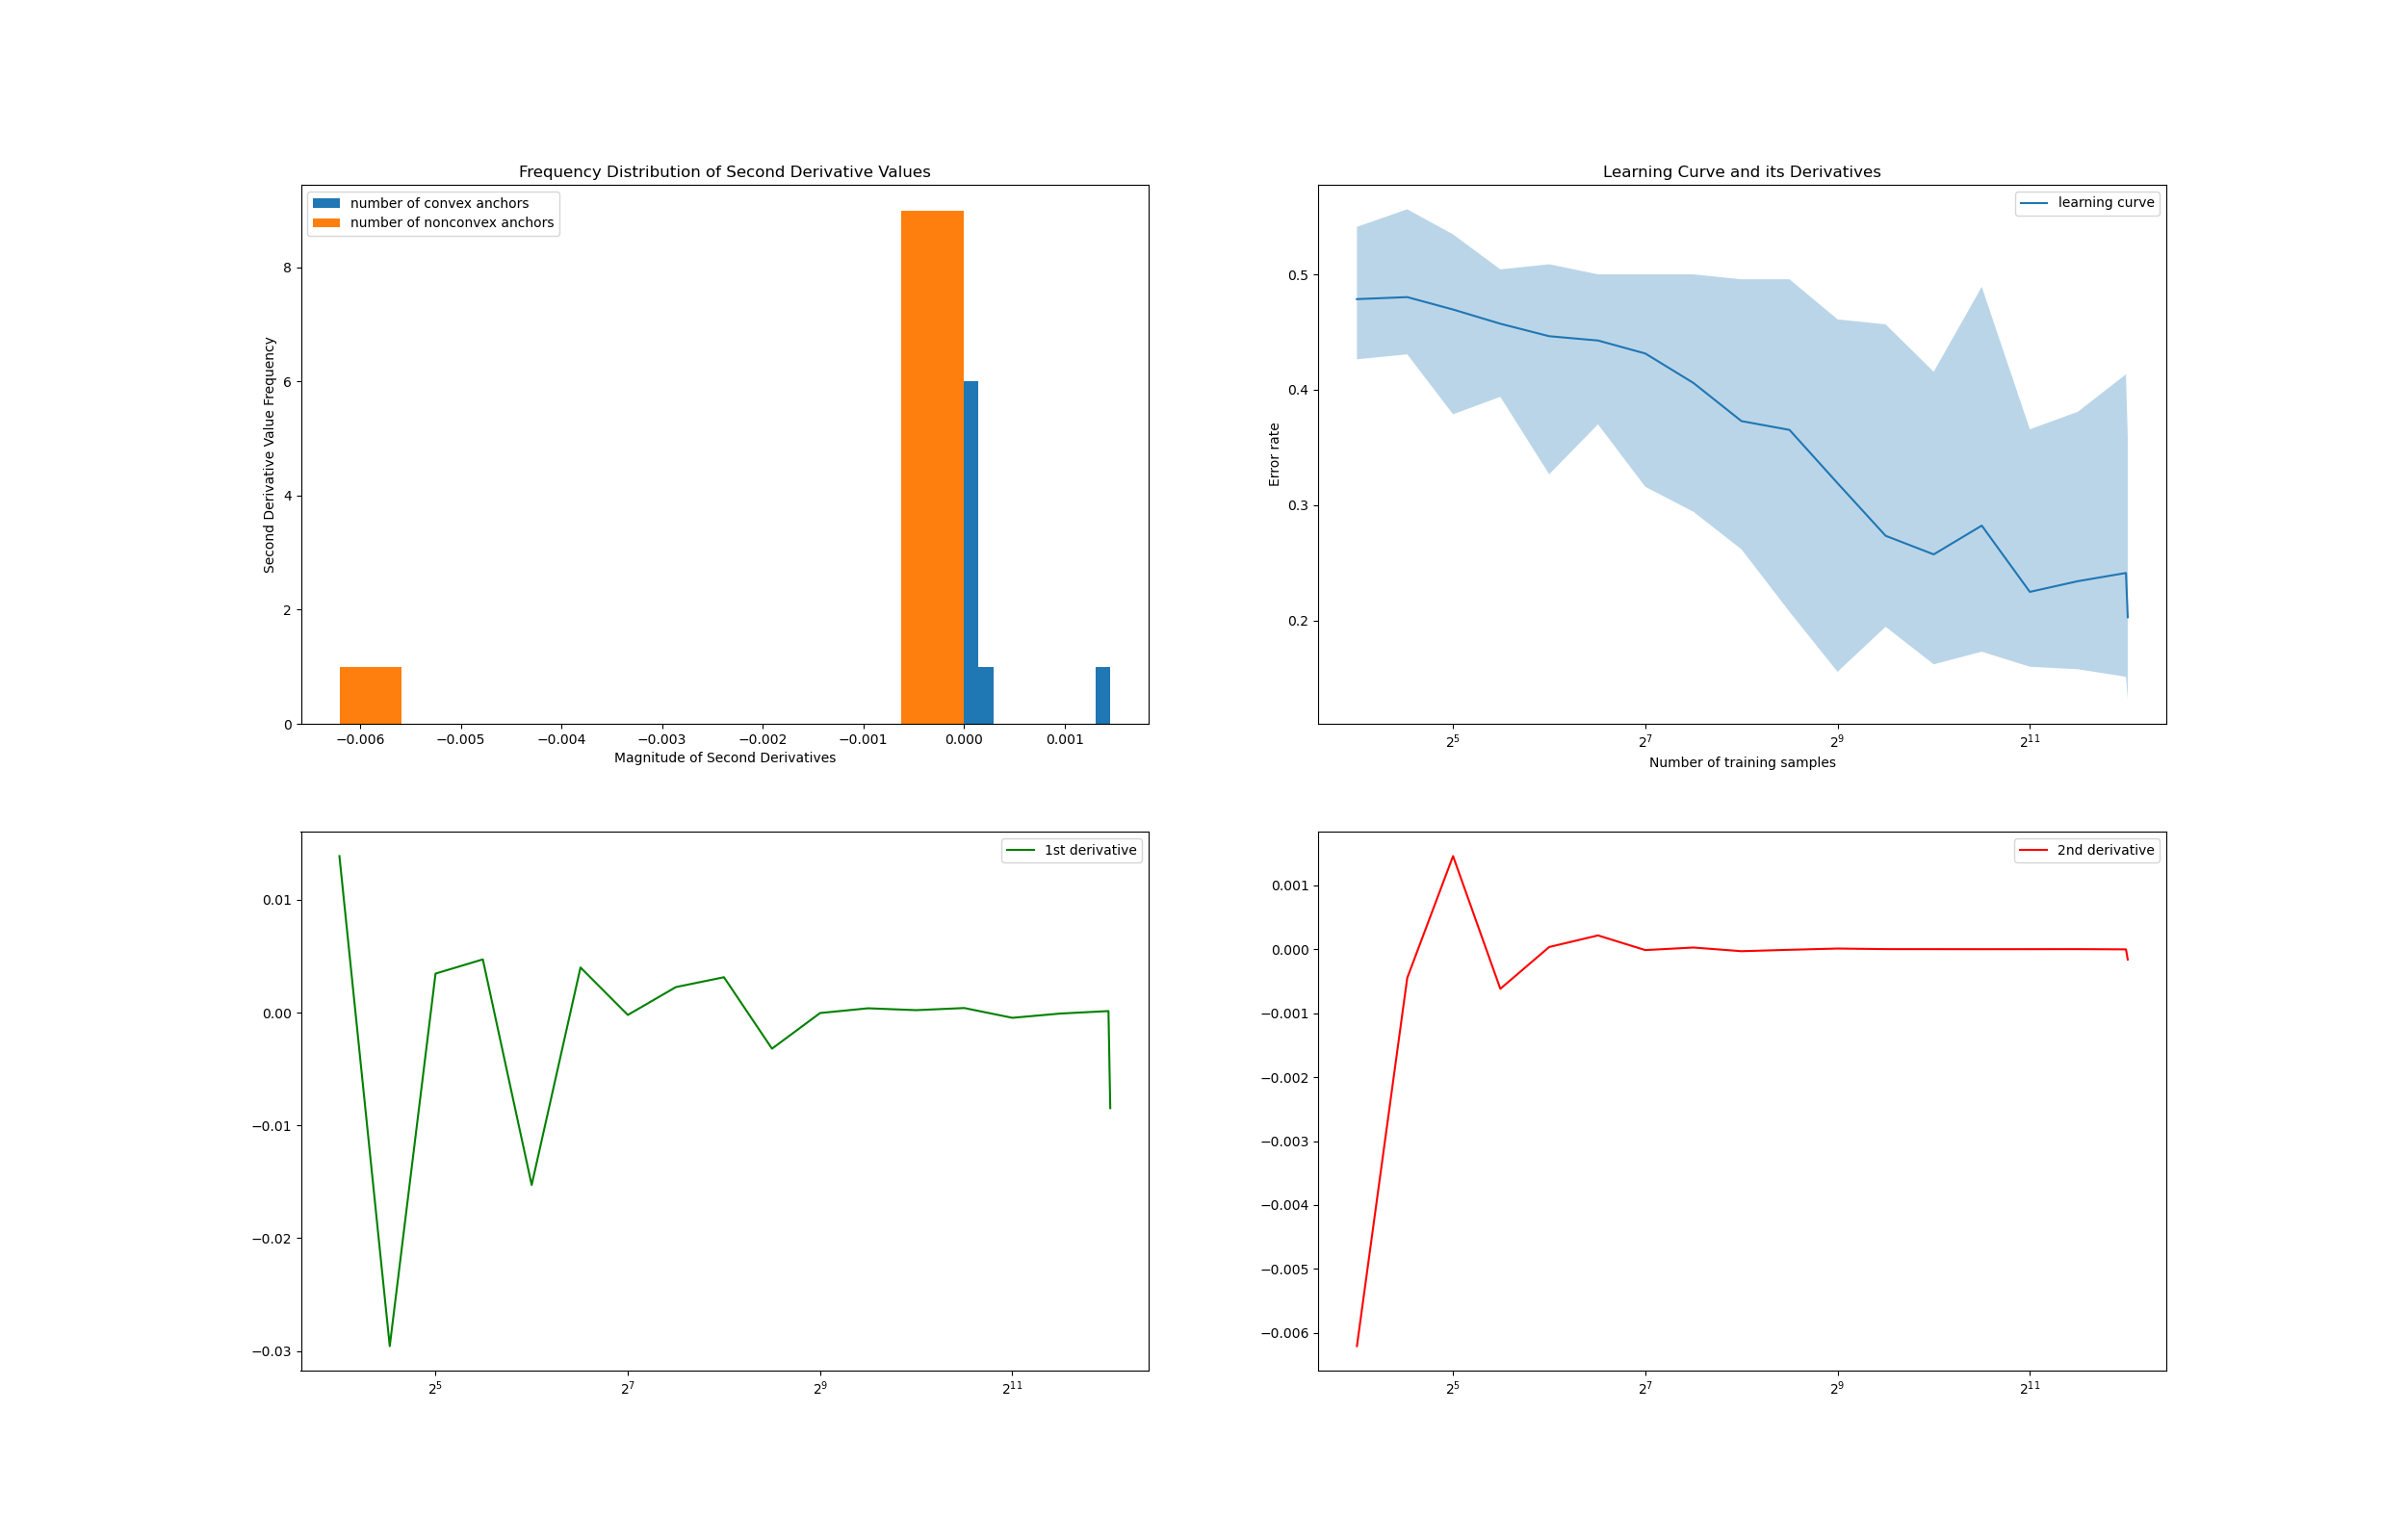 Frequency Distribution of Second Derivative Values
number of convex anchors
number of nonconvex anchors
Second Derivative Value Frequency
8
6
4
2
0
−0.006 −0.005 −0.004 −0.003 −0.002 −0.001 0.000 0.001
Magnitude of Second Derivatives
Learning Curve and its Derivatives
learning curve
Error rate
0.5
0.4
0.3
0.2
2^5 2^7 2^9 2^11
Number of training samples
1st derivative
0.01
0.00
−0.01
−0.02
−0.03
2^5 2^7 2^9 2^11
2nd derivative
0.001
0.000
−0.001
−0.002
−0.003
−0.004
−0.005
−0.006
2^5 2^7 2^9 2^11